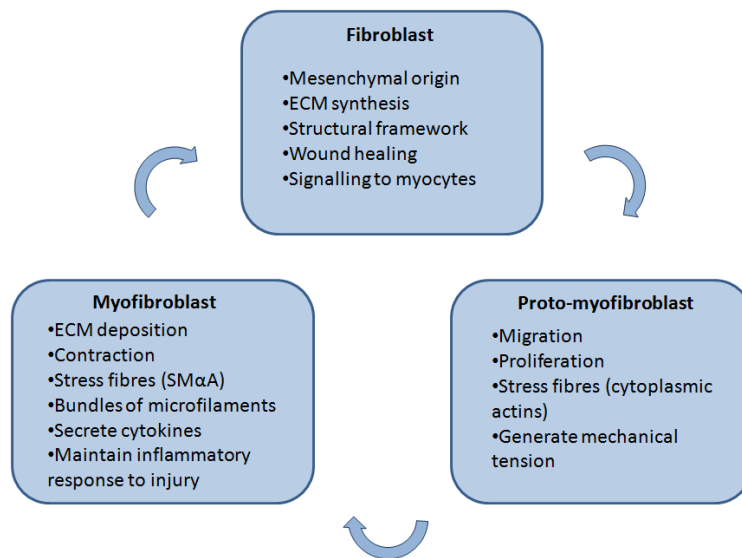 Fibroblast
•Mesenchymal origin
•ECM synthesis
•Structural framework
•Wound healing
•Signalling to myocytes
Myofibroblast
•ECM deposition
•Contraction
•Stress fibres (SMαA)
•Bundles of microfilaments
•Secrete cytokines
•Maintain inflammatory
response to injury
Proto-myofibroblast
•Migration
•Proliferation
•Stress fibres (cytoplasmic
actins)
•Generate mechanical
tension